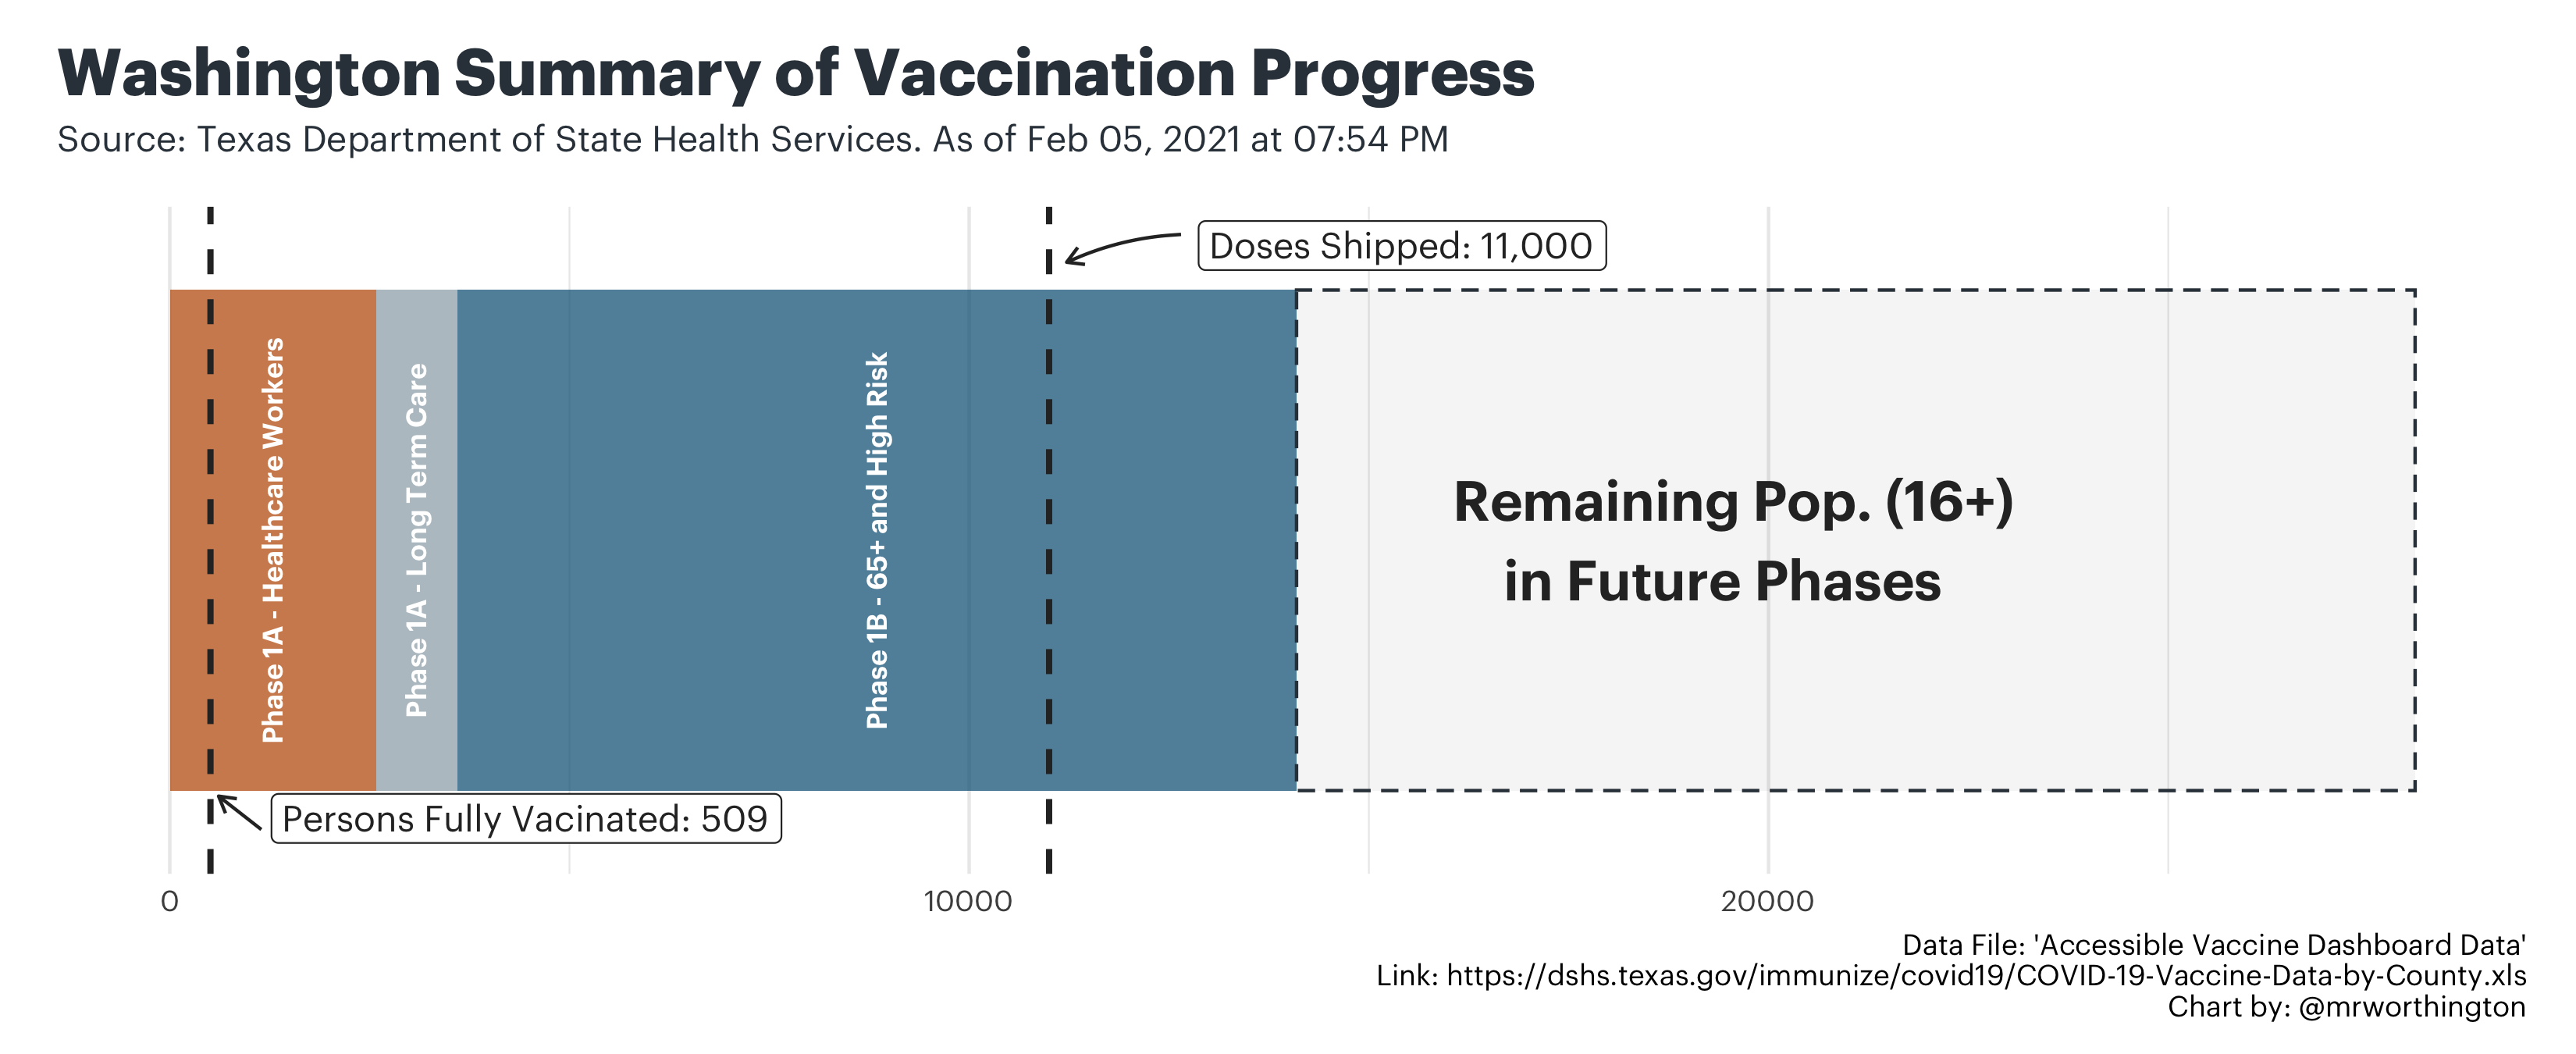 Washington Summary of Vaccination Progress
Source: Texas Department of State Health Services. As of Feb 05, 2021 at 07:54 PM
Doses Shipped: 11,000
Phase 1A - Healthcare Workers
Phase 1A - Long Term Care
Phase 1B - 65+ and High Risk
Remaining Pop. (16+)
in Future Phases
Persons Fully Vacinated: 509
0
10000
20000
Data File: 'Accessible Vaccine Dashboard Data'
Link: https://dshs.texas.gov/immunize/covid19/COVID-19-Vaccine-Data-by-County.xls
Chart by: @mrworthington